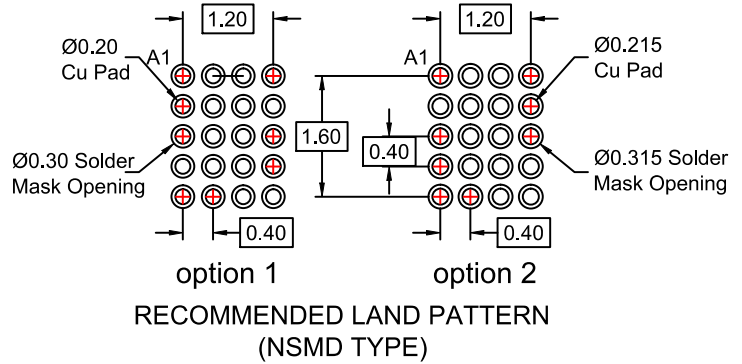 1.20
Ø0.20
Cu Pad
A1
Ø0.30 Solder
Mask Opening
0.40
option 1
1.20
A1
Ø0.215
Cu Pad
1.60
0.40
Ø0.315 Solder
Mask Opening
0.40
option 2
RECOMMENDED LAND PATTERN
(NSMD TYPE)